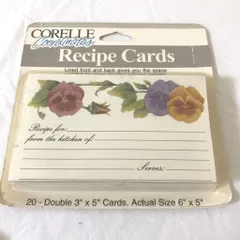 CORELLE
Coordinates
Recipe Cards
Lined front and back gives you the space
Recipe for:
from the kitchen of:
Serves:
20 - Double 3" x 5" Cards. Actual Size 6" x 5"